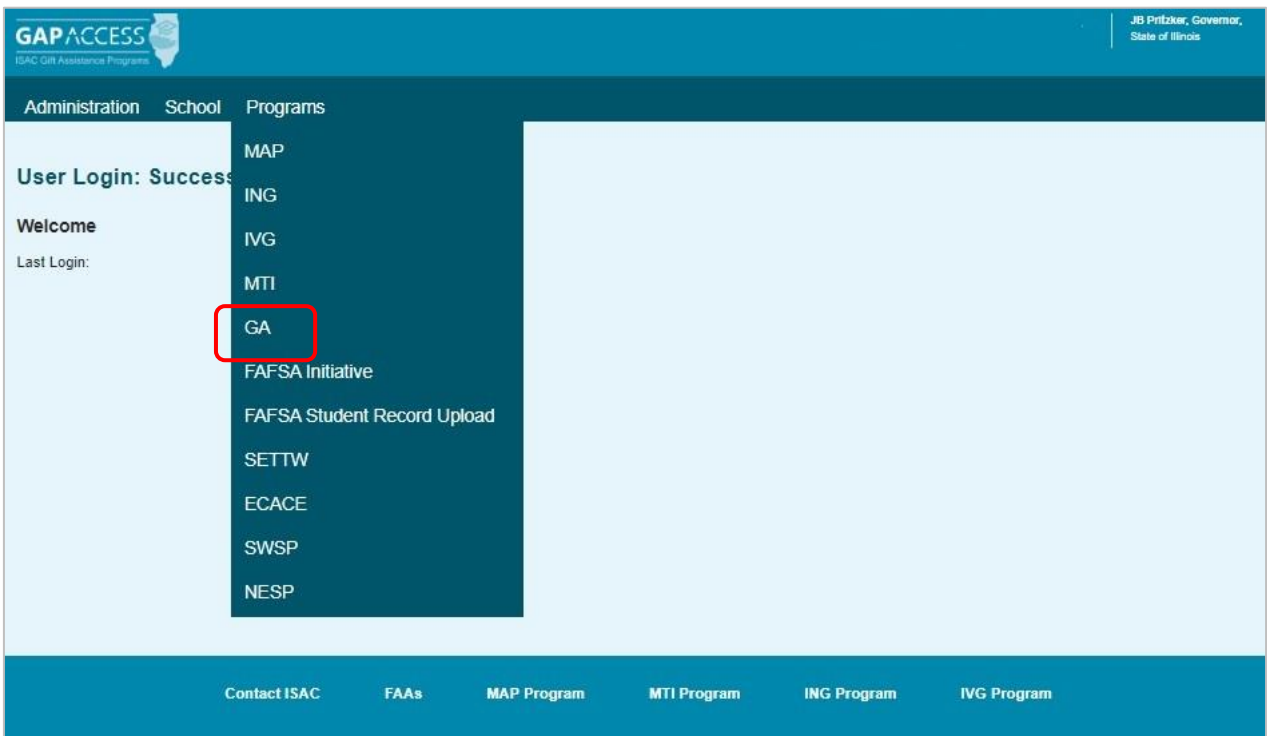 GAPACCESS
ISAC Gift Assistance Programs
JB Pritzker, Governor,
State of Illinois
Administration School Programs
MAP
User Login: Success
ING
Welcome
IVG
Last Login:
MTI
GA
FAFSA Initiative
FAFSA Student Record Upload
SETTW
ECACE
SWSP
NESP
Contact ISAC FAAs MAP Program MTI Program ING Program IVG Program